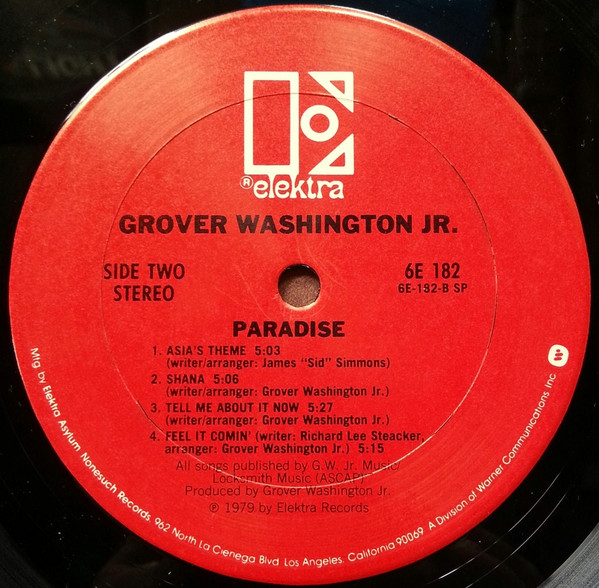 ® elektra
GROVER WASHINGTON JR.
SIDE TWO
STEREO
6E 182
6E-182-B SP
PARADISE
1. ASIA'S THEME 5:03
(writer/arranger: James "Sid" Simmons)
2. SHANA 5:06
(writer/arranger: Grover Washington Jr.)
3. TELL ME ABOUT IT NOW 5:27
(writer/arranger: Grover Washington Jr.)
4. FEEL IT COMIN' (writer: Richard Lee Steacker,
arranger: Grover Washington Jr.) 5:15
All songs published by G.W. Jr. Music/
Locksmith Music (ASCAP)
Produced by Grover Washington Jr.
℗ 1979 by Elektra Records
Mfg by Elektra Asylum Nonesuch Records, 962 North La Cienega Blvd Los Angeles, California 90069 A Division of Warner Communications Inc